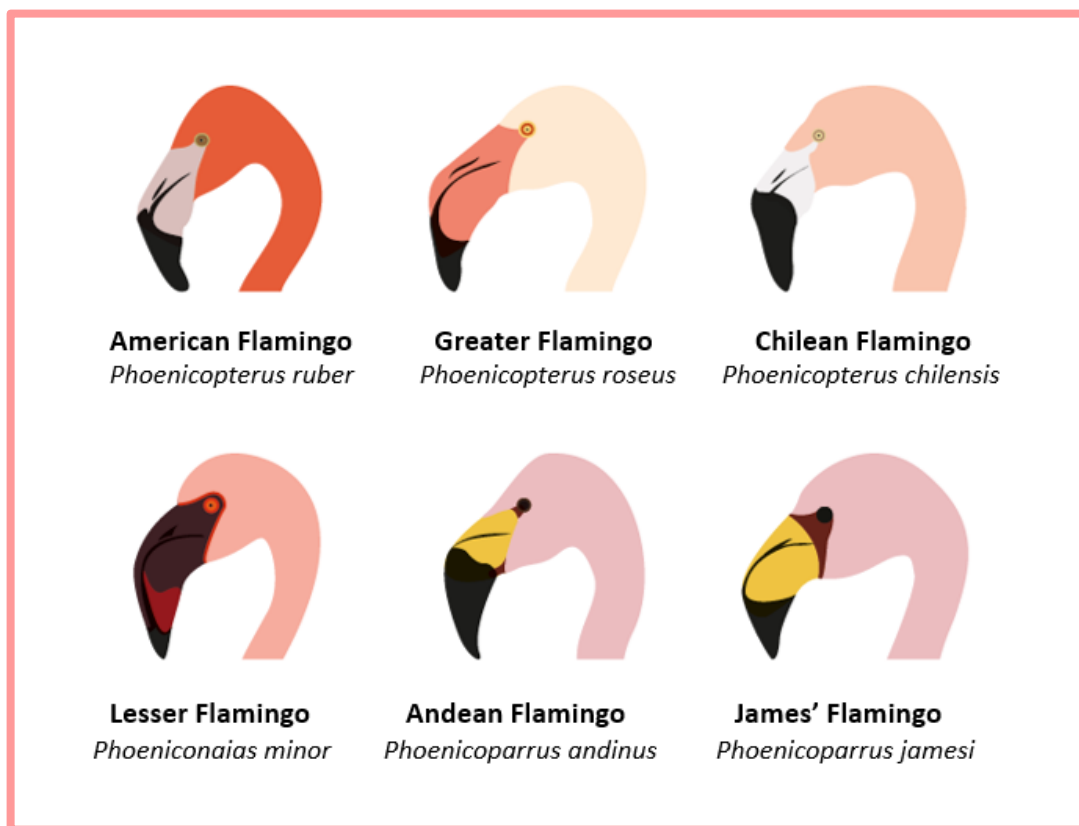 American Flamingo
Phoenicopterus ruber
Greater Flamingo
Phoenicopterus roseus
Chilean Flamingo
Phoenicopterus chilensis
Lesser Flamingo
Phoeniconaias minor
Andean Flamingo
Phoenicoparrus andinus
James’ Flamingo
Phoenicoparrus jamesi